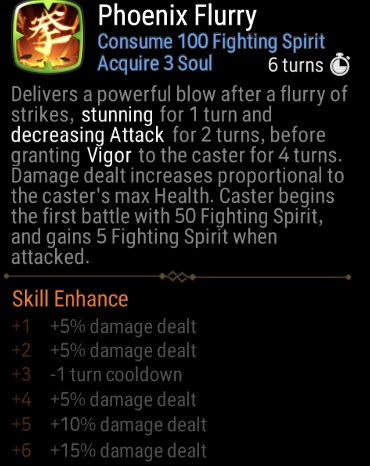 拳
Phoenix Flurry
Consume 100 Fighting Spirit
Acquire 3 Soul
6 turns
Delivers a powerful blow after a flurry of
strikes, stunning for 1 turn and
decreasing Attack for 2 turns, before
granting Vigor to the caster for 4 turns.
Damage dealt increases proportional to
the caster's max Health. Caster begins
the first battle with 50 Fighting Spirit,
and gains 5 Fighting Spirit when
attacked.
Skill Enhance
+1 +5% damage dealt
+2 +5% damage dealt
+3 -1 turn cooldown
+4 +5% damage dealt
+5 +10% damage dealt
+6 +15% damage dealt